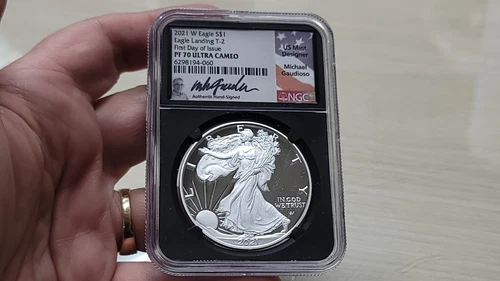 2021 W Eagle S$1
Eagle Landing T-2
First Day of Issue
PF 70 ULTRA CAMEO
6298194-060
Authentic Hand-Signed
US Mint
Designer
Michael
Gaudioso
NGC
LIBERTY
IN GOD
WE TRUST
W
2021